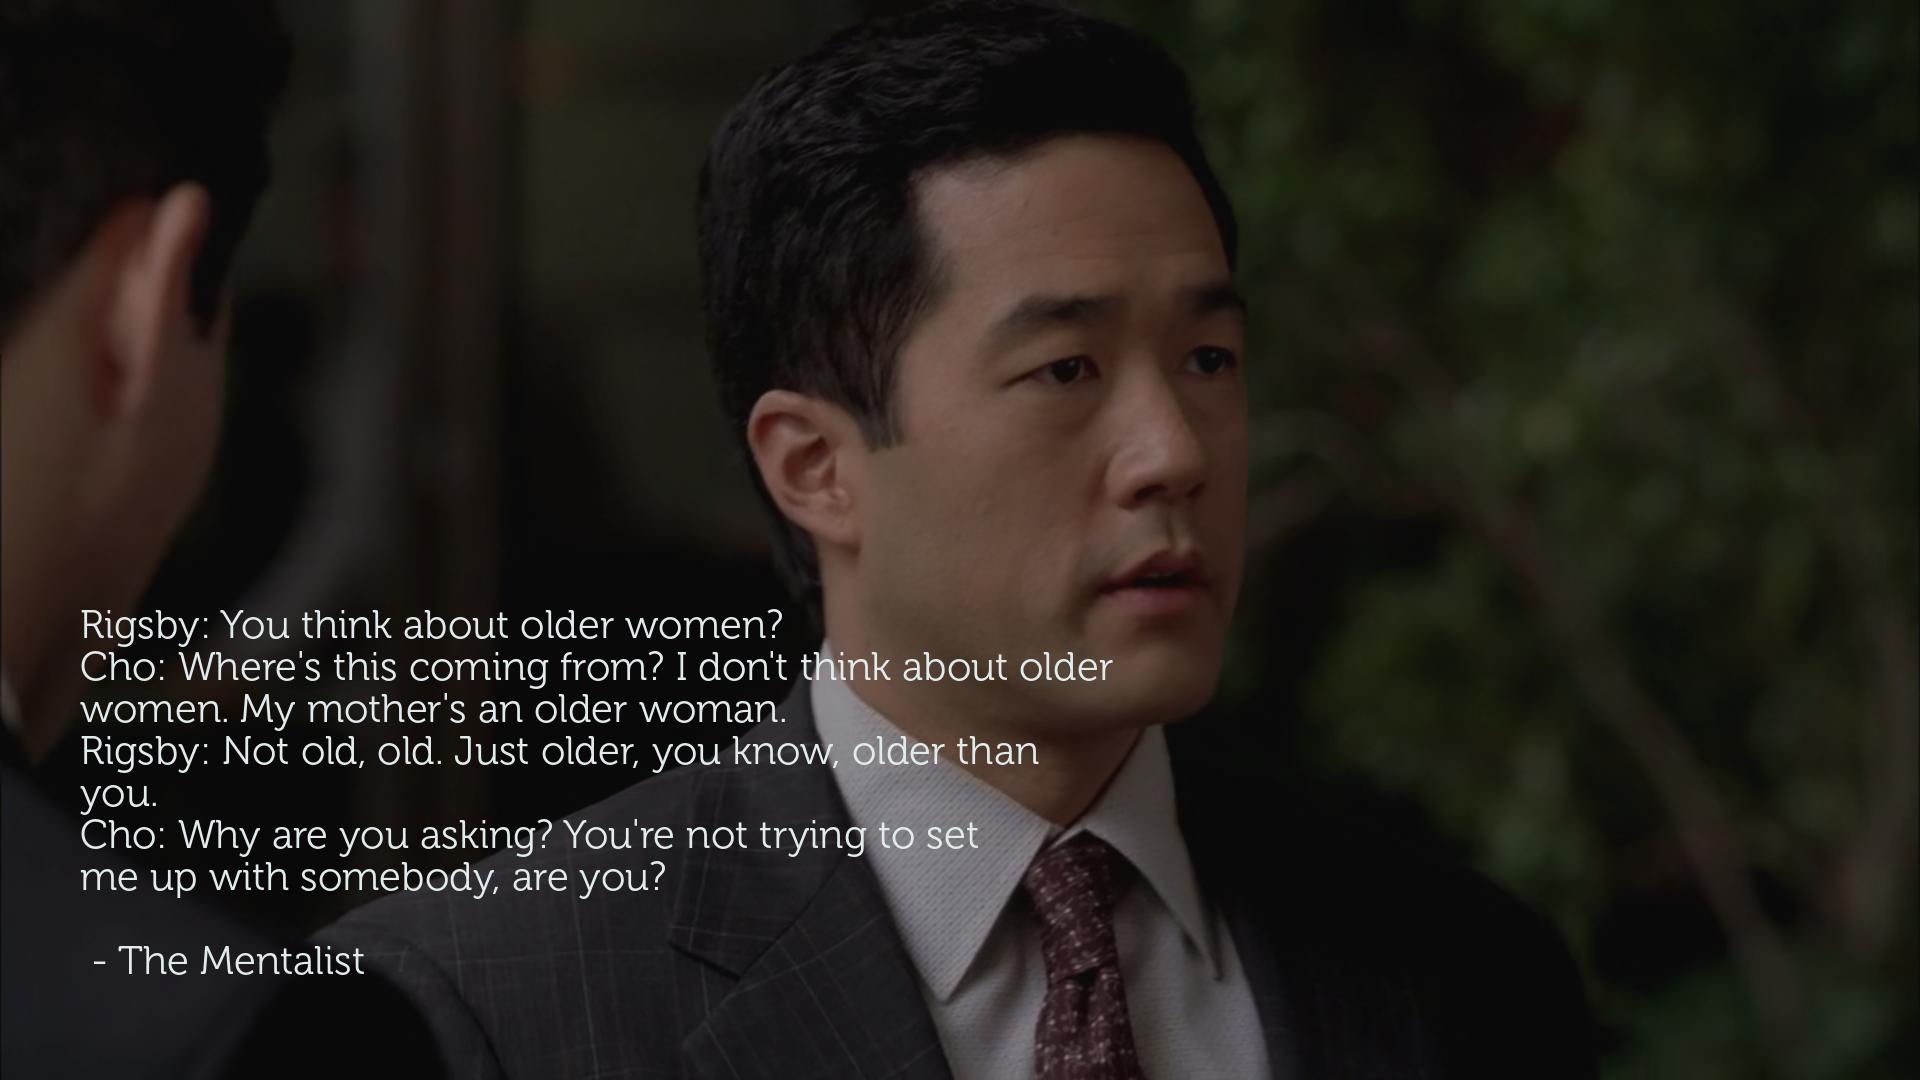 Rigsby: You think about older women?
Cho: Where's this coming from? I don't think about older
women. My mother's an older woman.
Rigsby: Not old, old. Just older, you know, older than
you.
Cho: Why are you asking? You're not trying to set
me up with somebody, are you?
- The Mentalist